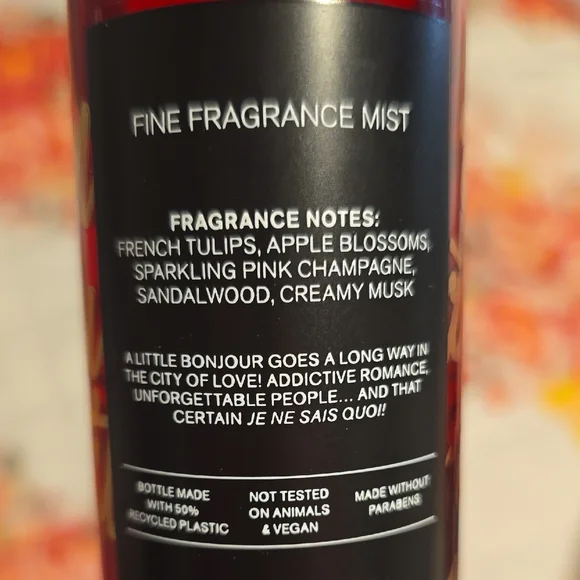 FINE FRAGRANCE MIST
FRAGRANCE NOTES:
FRENCH TULIPS, APPLE BLOSSOMS,
SPARKLING PINK CHAMPAGNE,
SANDALWOOD, CREAMY MUSK
A LITTLE BONJOUR GOES A LONG WAY IN
THE CITY OF LOVE! ADDICTIVE ROMANCE,
UNFORGETTABLE PEOPLE... AND THAT
CERTAIN JE NE SAIS QUOI!
BOTTLE MADE
WITH 50%
RECYCLED PLASTIC
NOT TESTED
ON ANIMALS
& VEGAN
MADE WITHOUT
PARABENS